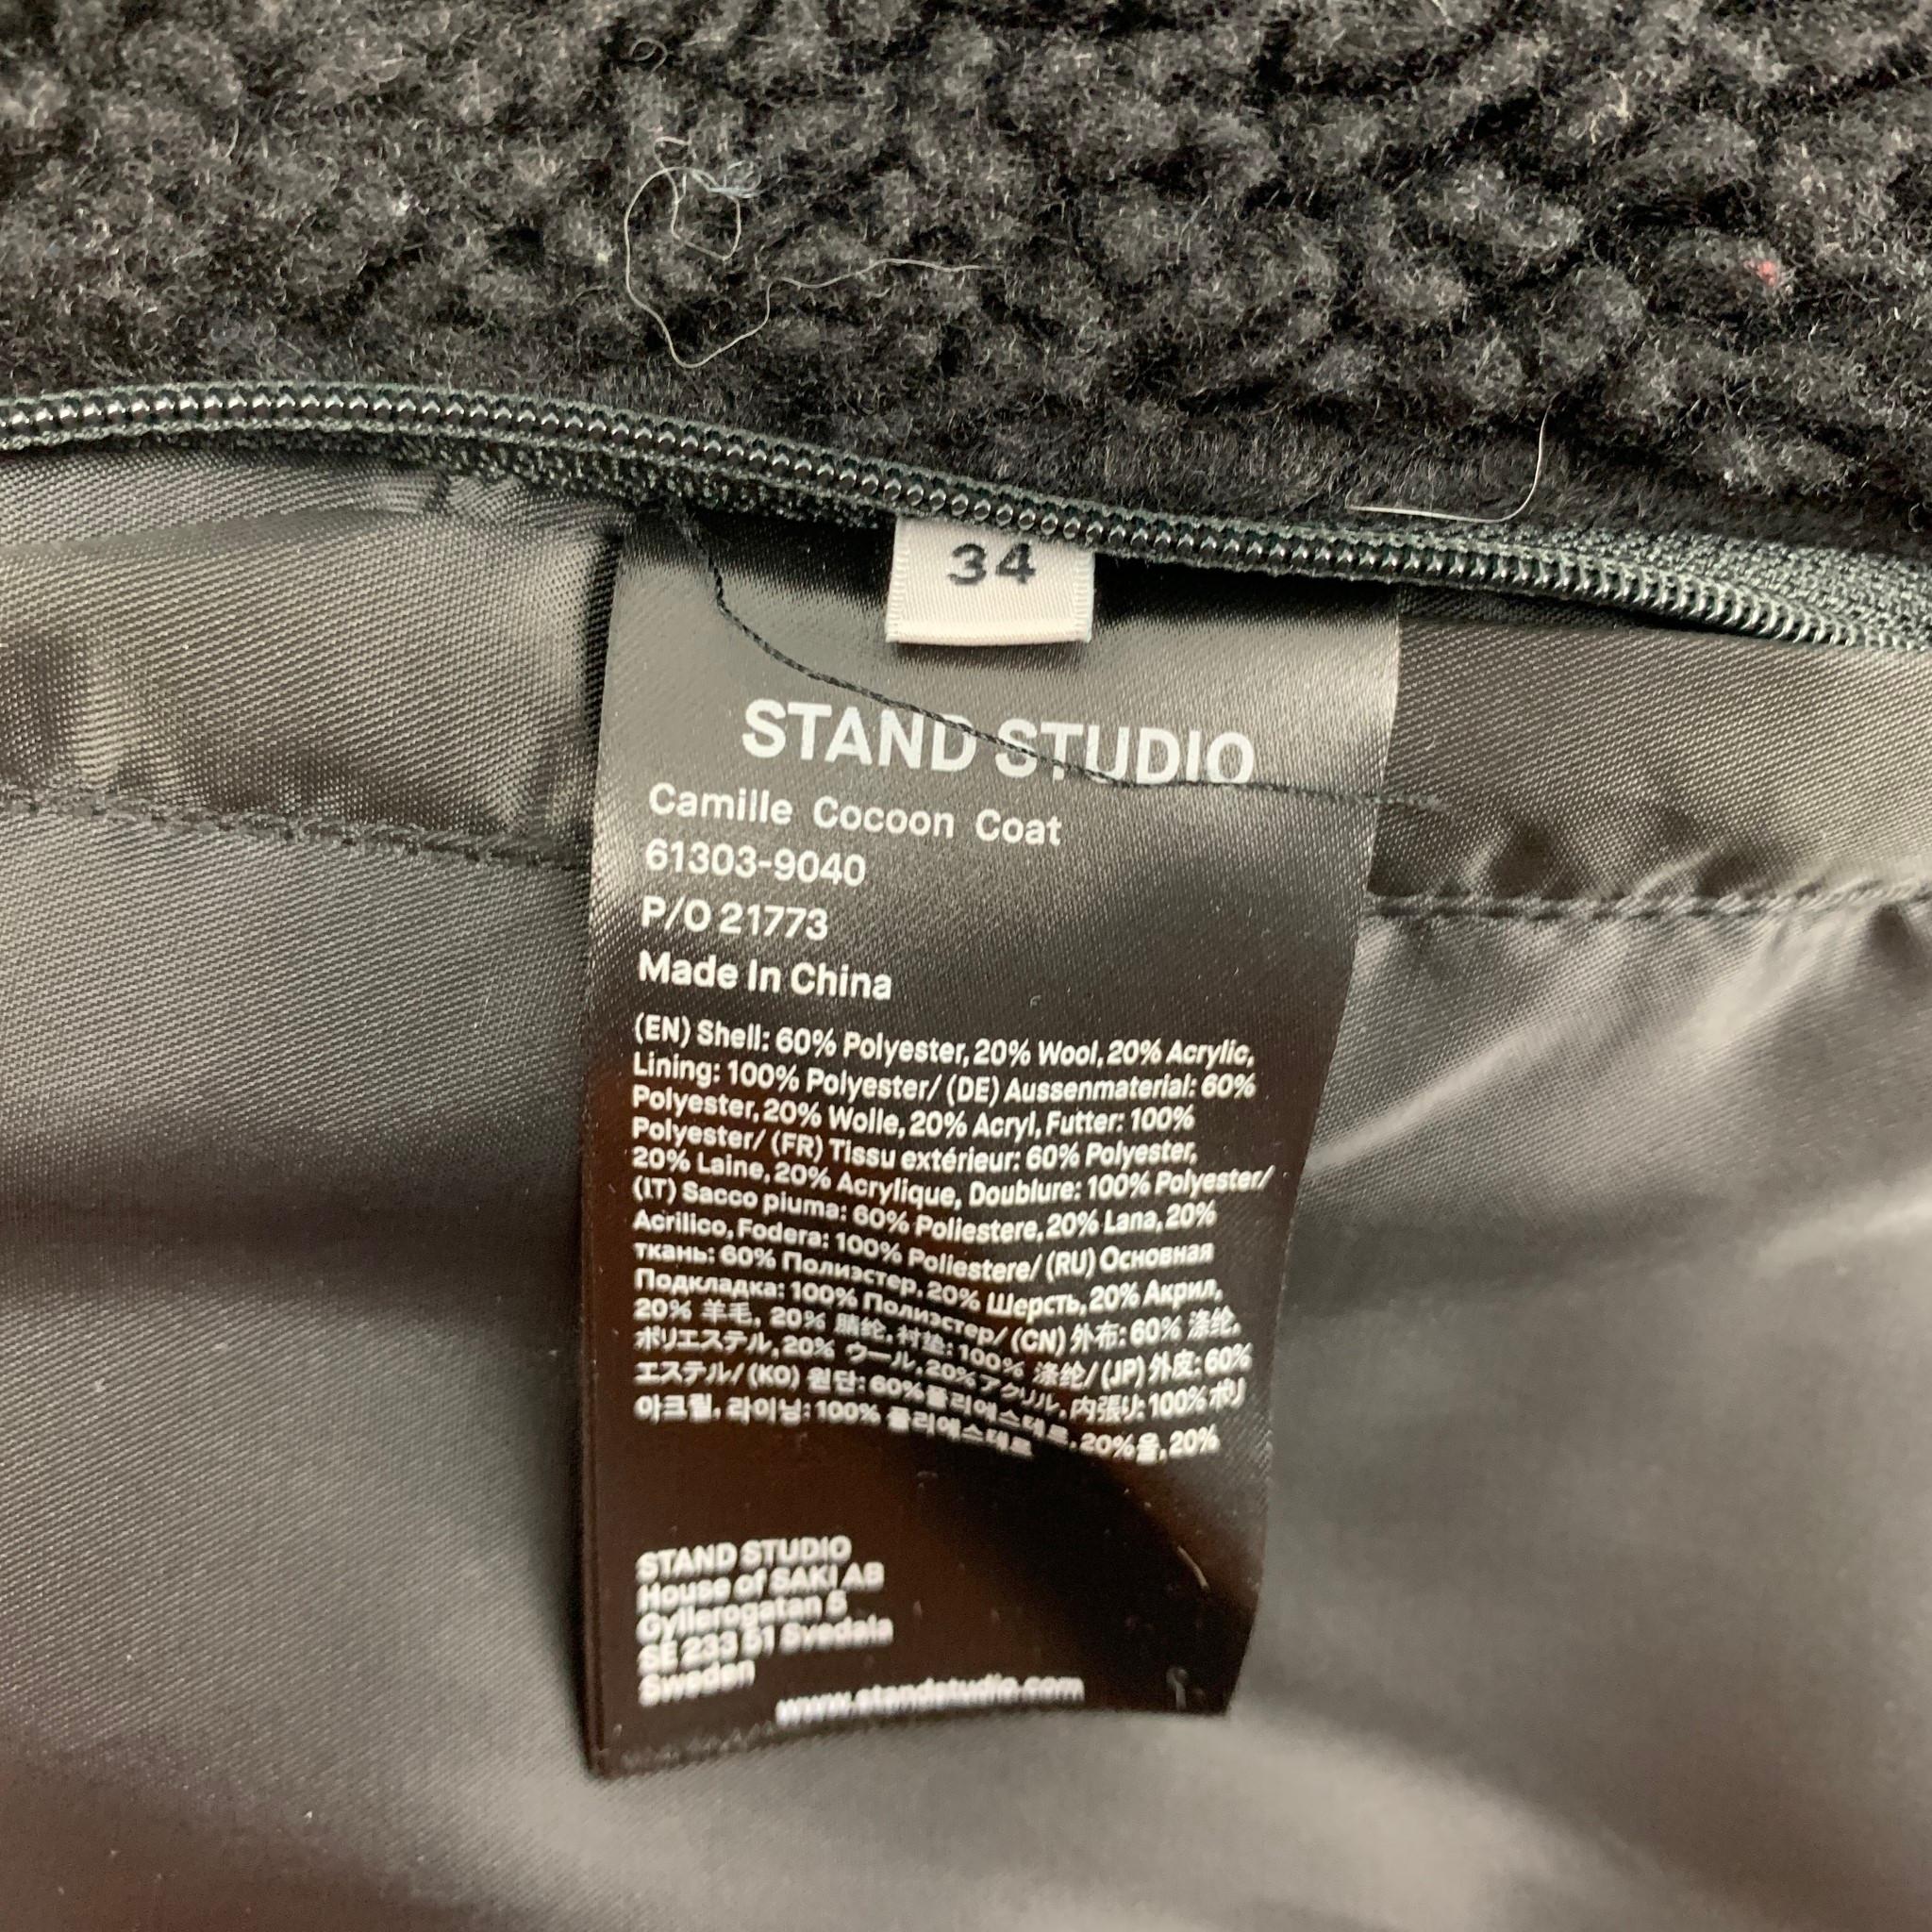 34
STAND STUDIO
Camille Cocoon Coat
61303-9040
P/O 21773
Made In China
(EN) Shell: 60% Polyester, 20% Wool, 20% Acrylic,
Lining: 100% Polyester/ (DE) Aussenmaterial: 60%
Polyester, 20% Wolle, 20% Acryl, Futter: 100%
Polyester/ (FR) Tissu extérieur: 60% Polyester,
20% Laine, 20% Acrylique, Doublure: 100% Polyester/
(IT) Sacco piuma: 60% Poliestere, 20% Lana, 20%
Acrilico, Fodera: 100% Poliestere/ (RU) Основная
ткань: 60% Полиэстер, 20% Шерсть, 20% Акрил,
Подкладка: 100% Полиэстер/ (CN) 外布: 60% 涤纶,
20% 羊毛, 20% 腈纶, 衬垫: 100% 涤纶/ (JP) 外皮: 60%
ポリエステル, 20% ウール, 20% アクリル, 内張り: 100% ポリ
エステル/ (KO) 원단: 60% 폴리에스테르, 20% 울, 20%
아크릴, 라이닝: 100% 폴리에스테르
STAND STUDIO
House of SAKI AB
Gyllerogatan 5
SE 233 51 Svedala
Sweden
www.standstudio.com